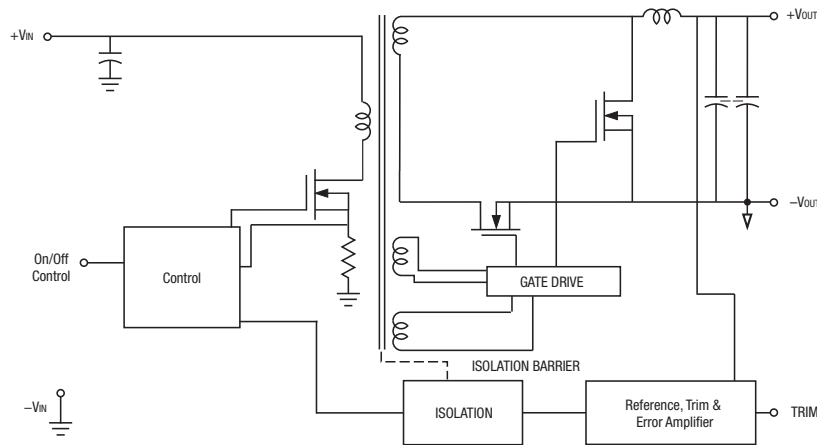 +VOUT
+VIN
−VOUT
On/Off
Control
Control
GATE DRIVE
ISOLATION BARRIER
−VIN
ISOLATION
Reference, Trim &
Error Amplifier
TRIM